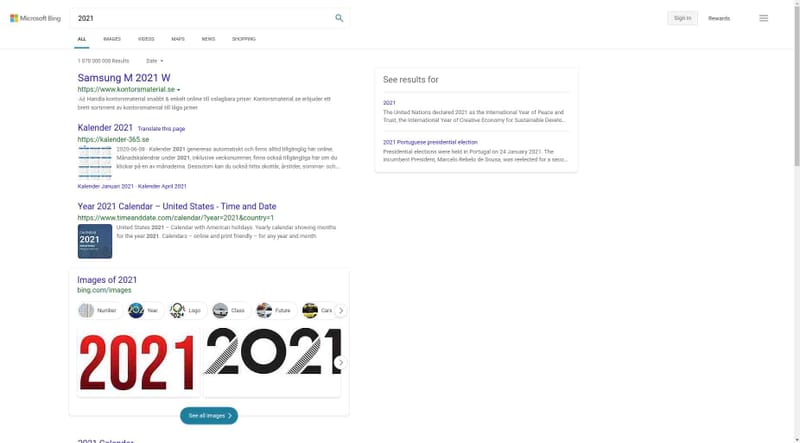 Microsoft Bing
2021
Sign in
Rewards
ALL
IMAGES
VIDEOS
MAPS
NEWS
SHOPPING
1 070 000 000 Results
Date
Samsung M 2021 W
https://www.kontorsmaterial.se
Ad Handla kontorsmaterial snabbt & enkelt online till oslagbara priser. Kontorsmaterial.se erbjuder ett
brett sortiment av kontorsmaterial till låga priser.
Kalender 2021 Translate this page
https://kalender-365.se
2020-06-08 · Kalender 2021 genereras automatiskt och finns alltid tillgänglig här online.
Månadskalendrar under 2021, inklusive veckonummer, finns också tillgängliga här om du
klickar på en av månaderna. Dessutom kan du också hitta skottår, årstider, sommar- och...
Kalender Januari 2021 · Kalender April 2021
Year 2021 Calendar – United States - Time and Date
https://www.timeanddate.com/calendar/?year=2021&country=1
CALENDAR
2021
United States 2021 – Calendar with American holidays. Yearly calendar showing months
for the year 2021. Calendars – online and print friendly – for any year and month
Images of 2021
bing.com/images
Number
Year
Logo
Class
Future
Cars
2021
2021
See all images
2021 Calendar
See results for
2021
The United Nations declared 2021 as the International Year of Peace and
Trust, the International Year of Creative Economy for Sustainable Develo...
2021 Portuguese presidential election
Presidential elections were held in Portugal on 24 January 2021. The
incumbent President, Marcelo Rebelo de Sousa, was reelected for a seco...